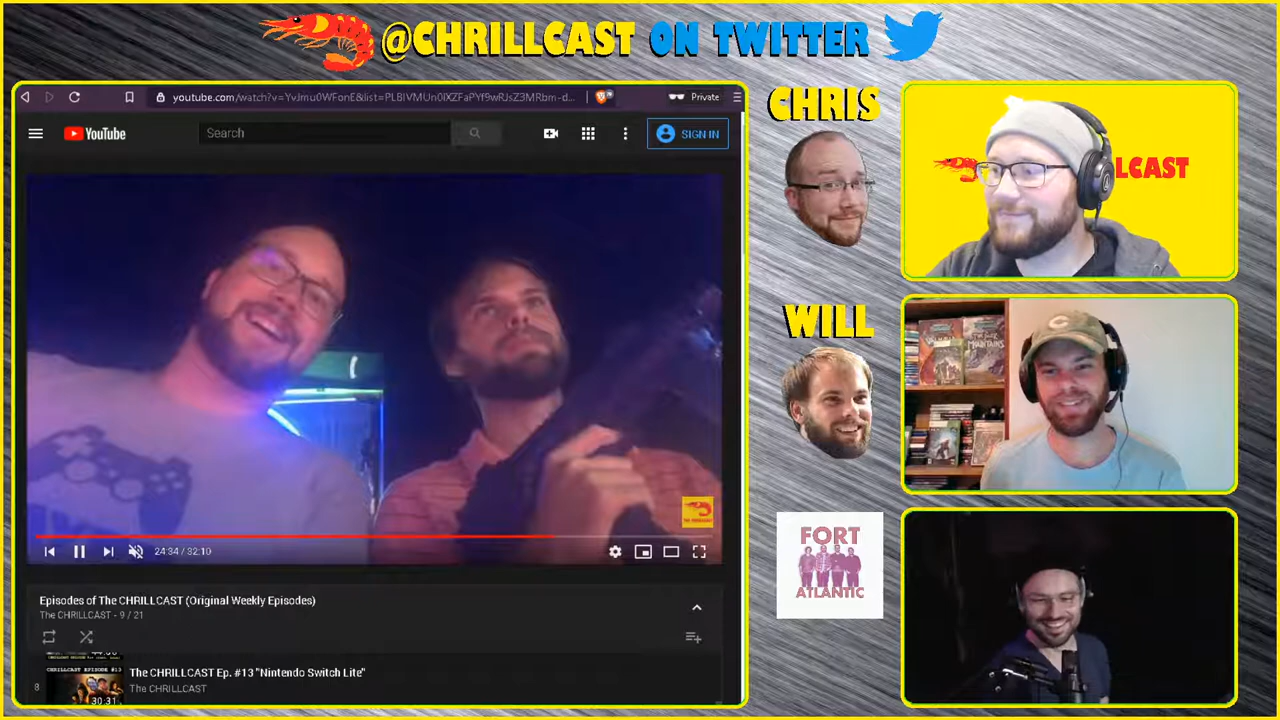 @CHRILLCAST ON TWITTER
youtube.com/watch?v=YvJmu0WFonE&list=PLBIVMUn0iXZFaPYf9wRJsZ3MRbm-d...
Private
YouTube
Search
SIGN IN
24:34 / 32:10
Episodes of The CHRILLCAST (Original Weekly Episodes)
The CHRILLCAST - 9 / 21
8
CHRILLCAST EPISODE #13
30:31
The CHRILLCAST Ep. #13 "Nintendo Switch Lite"
The CHRILLCAST
CHRIS
LCAST
WILL
FORT
ATLANTIC